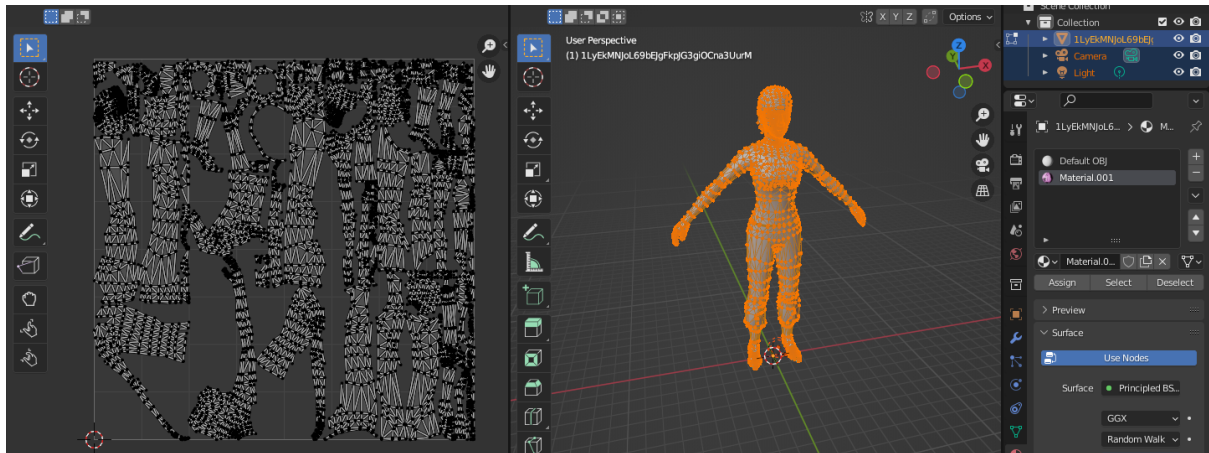 Scene Collection
X Y Z
Options
Collection
User Perspective
(1) 1LyEkMNJoL69bEJgFkpJG3giOCna3UurM
1LyEkMNJoL69bEJg
Camera
Light
Z
X
1LyEkMNJoL6... > M...
Default OBJ
Material.001
Material.0...
Assign Select Deselect
Preview
Surface
Use Nodes
Surface Principled BS...
GGX
Random Walk